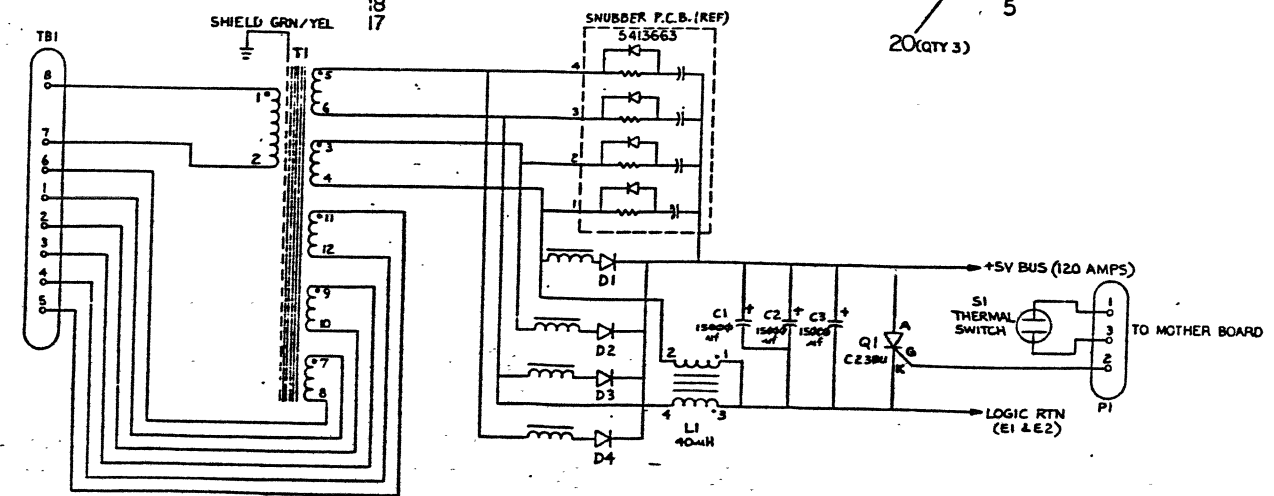 18
17
5
20(QTY 3)
SHIELD GRN/YEL
SNUBBER P.C.B. (REF)
5413663
TB1
T1
8
7
6
1
2
3
4
5
1
2
5
6
3
4
11
12
9
10
7
8
4
3
2
1
D1
D2
D3
D4
+5V BUS (120 AMPS)
C1
15000
uf
C2
15000
uf
C3
15000
uf
+
+
+
A
Q1
G
C230U
K
S1
THERMAL
SWITCH
1
3
2
P1
TO MOTHER BOARD
2
1
4
3
L1
40uH
LOGIC RTN
(E1 & E2)